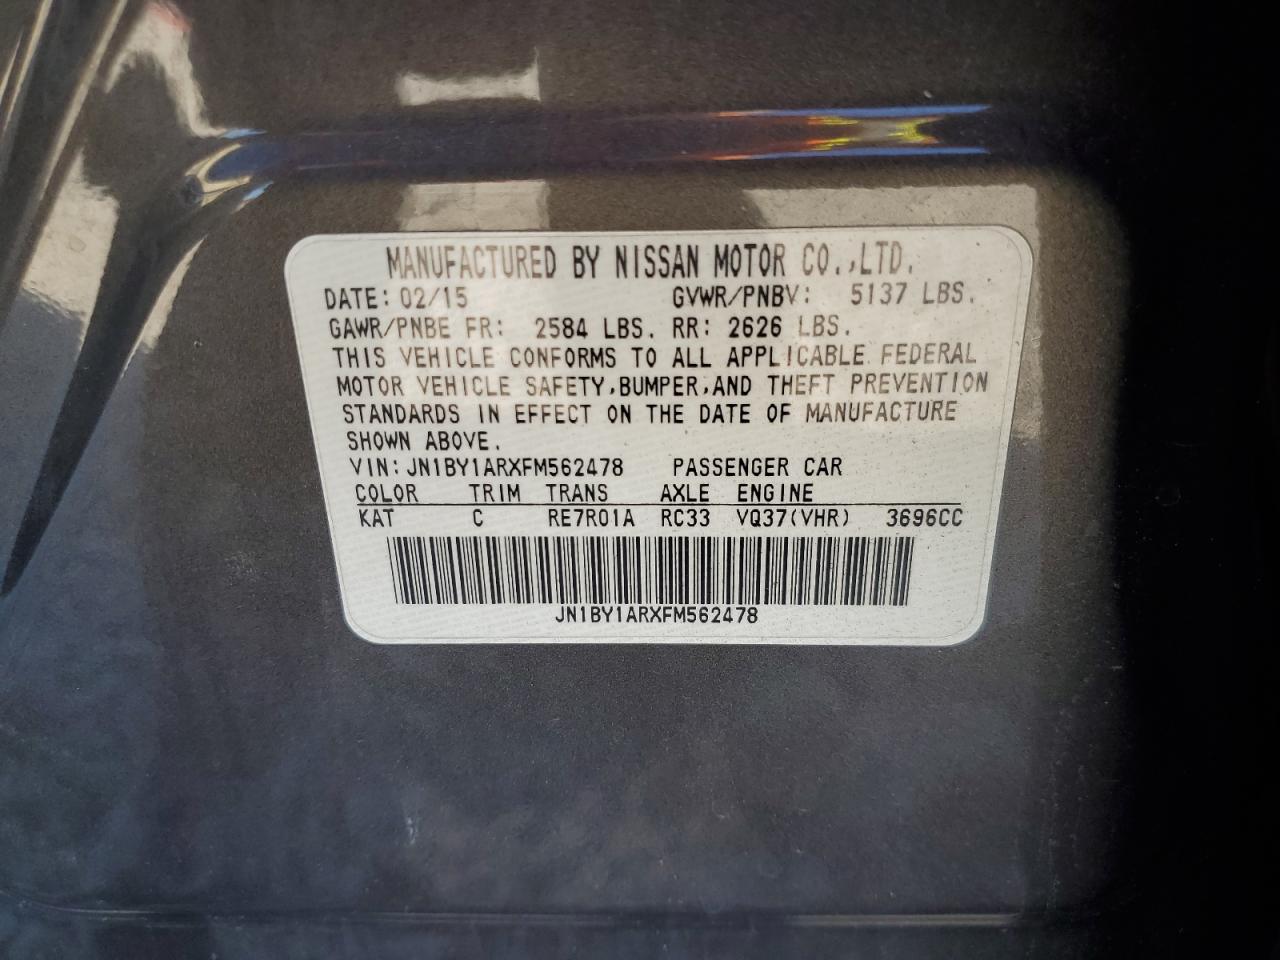 MANUFACTURED BY NISSAN MOTOR CO.,LTD.
DATE: 02/15 GVWR/PNBV: 5137 LBS.
GAWR/PNBE FR: 2584 LBS. RR: 2626 LBS.
THIS VEHICLE CONFORMS TO ALL APPLICABLE FEDERAL
MOTOR VEHICLE SAFETY,BUMPER,AND THEFT PREVENTION
STANDARDS IN EFFECT ON THE DATE OF MANUFACTURE
SHOWN ABOVE.
VIN: JN1BY1ARXFM562478 PASSENGER CAR
COLOR TRIM TRANS AXLE ENGINE
KAT C RE7R01A RC33 VQ37(VHR) 3696CC
JN1BY1ARXFM562478